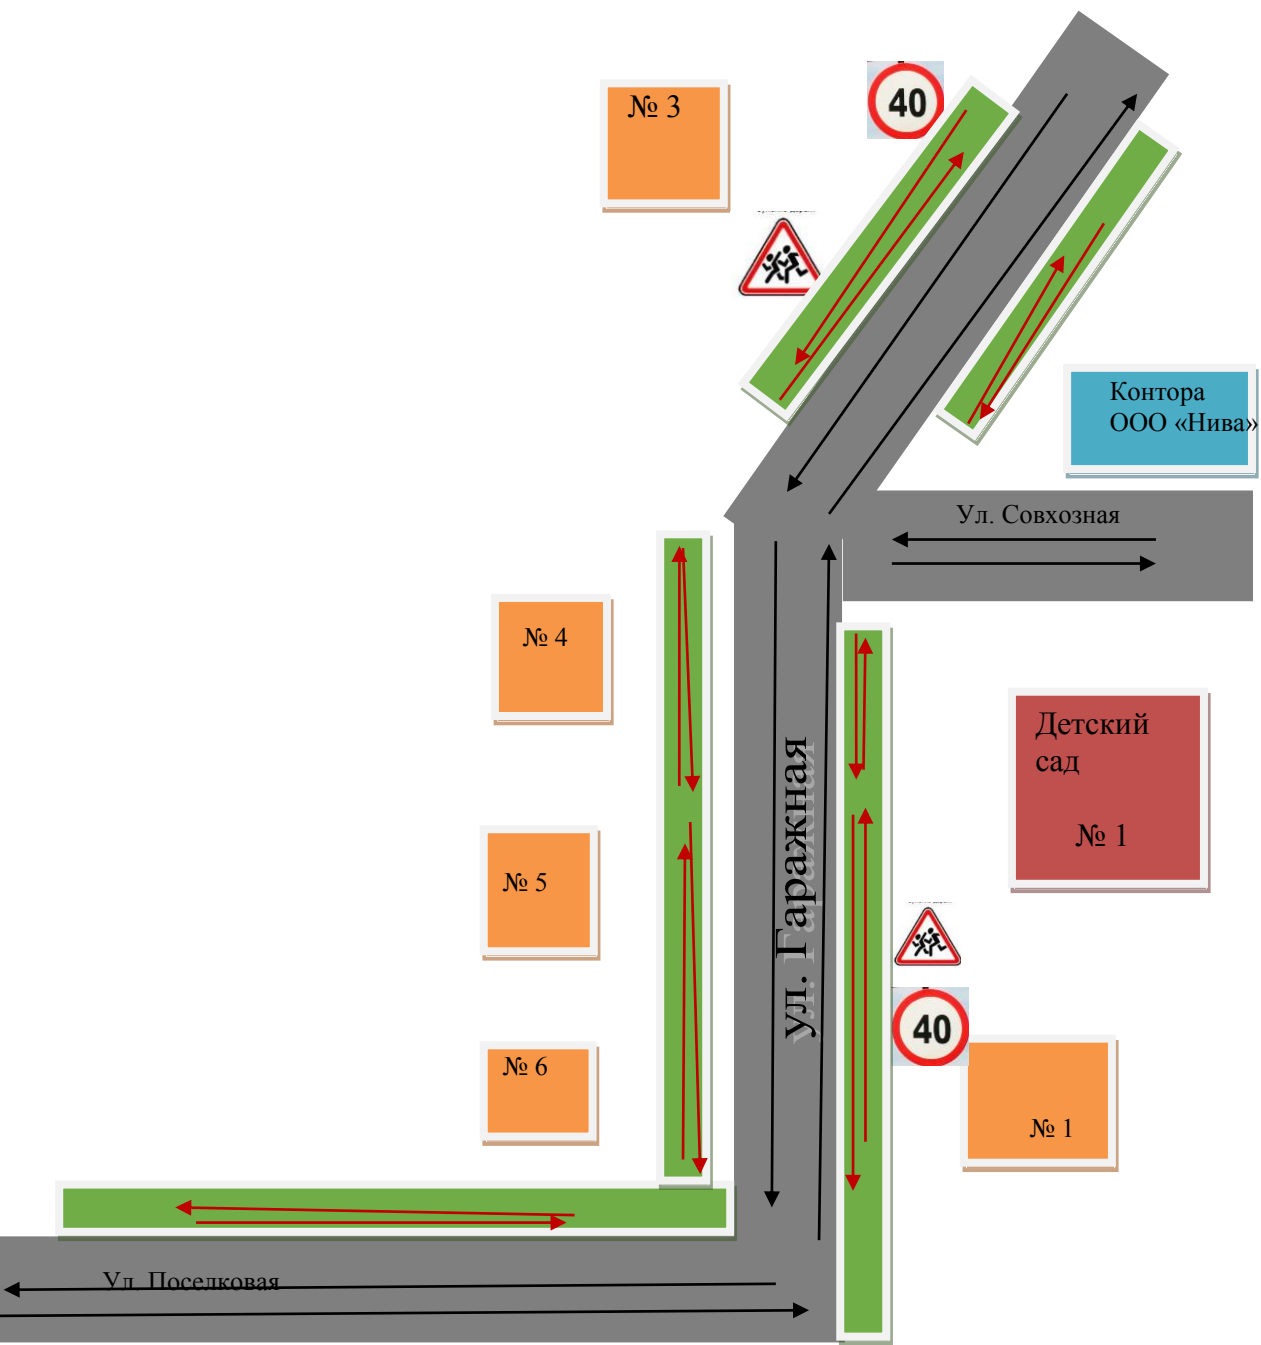 40
№ 3
Контора
ООО «Нива»
Ул. Совхозная
№ 4
Детский
сад
№ 1
ул. Гаражная
№ 5
40
№ 6
№ 1
Ул. Поселковая